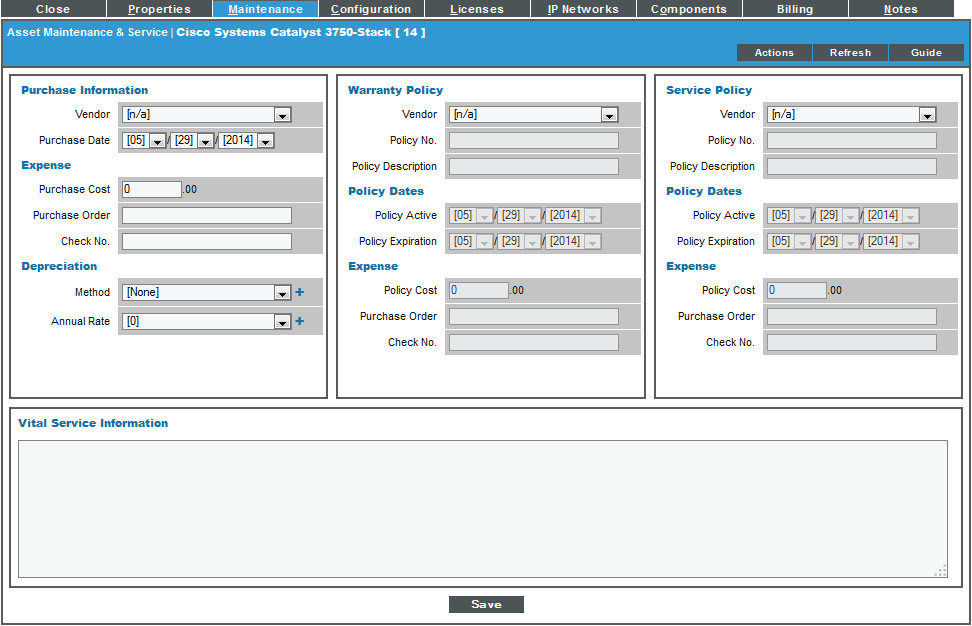 Close Properties Maintenance Configuration Licenses IP Networks Components Billing Notes
Asset Maintenance & Service | Cisco Systems Catalyst 3750-Stack [ 14 ]
Actions Refresh Guide
Purchase Information
Vendor [n/a]
Purchase Date [05] / [29] / [2014]
Expense
Purchase Cost 0 .00
Purchase Order
Check No.
Depreciation
Method [None] +
Annual Rate [0] +
Warranty Policy
Vendor [n/a]
Policy No.
Policy Description
Policy Dates
Policy Active [05] / [29] / [2014]
Policy Expiration [05] / [29] / [2014]
Expense
Policy Cost 0 .00
Purchase Order
Check No.
Service Policy
Vendor [n/a]
Policy No.
Policy Description
Policy Dates
Policy Active [05] / [29] / [2014]
Policy Expiration [05] / [29] / [2014]
Expense
Policy Cost 0 .00
Purchase Order
Check No.
Vital Service Information
Save